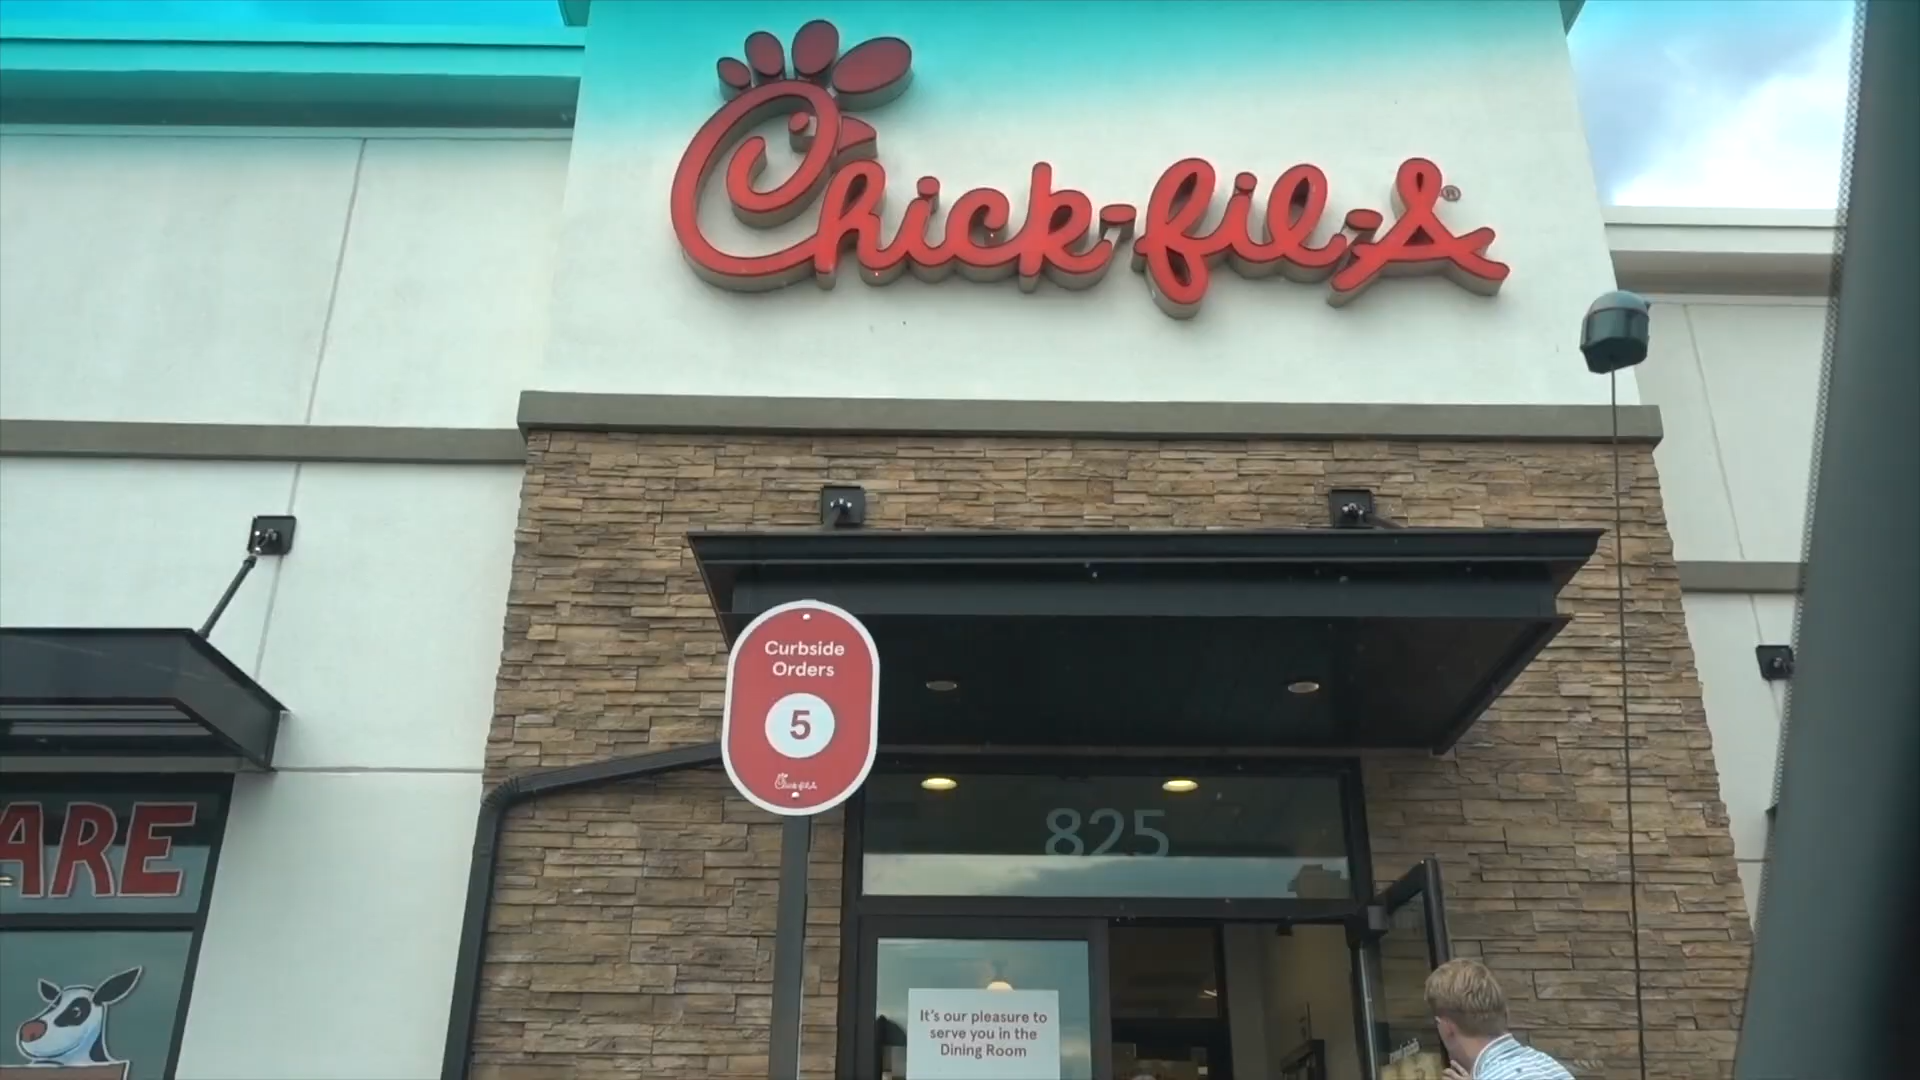 Chick-fil-A®
Curbside
Orders
5
Chick-fil-A
825
ARE
It's our pleasure to
serve you in the
Dining Room